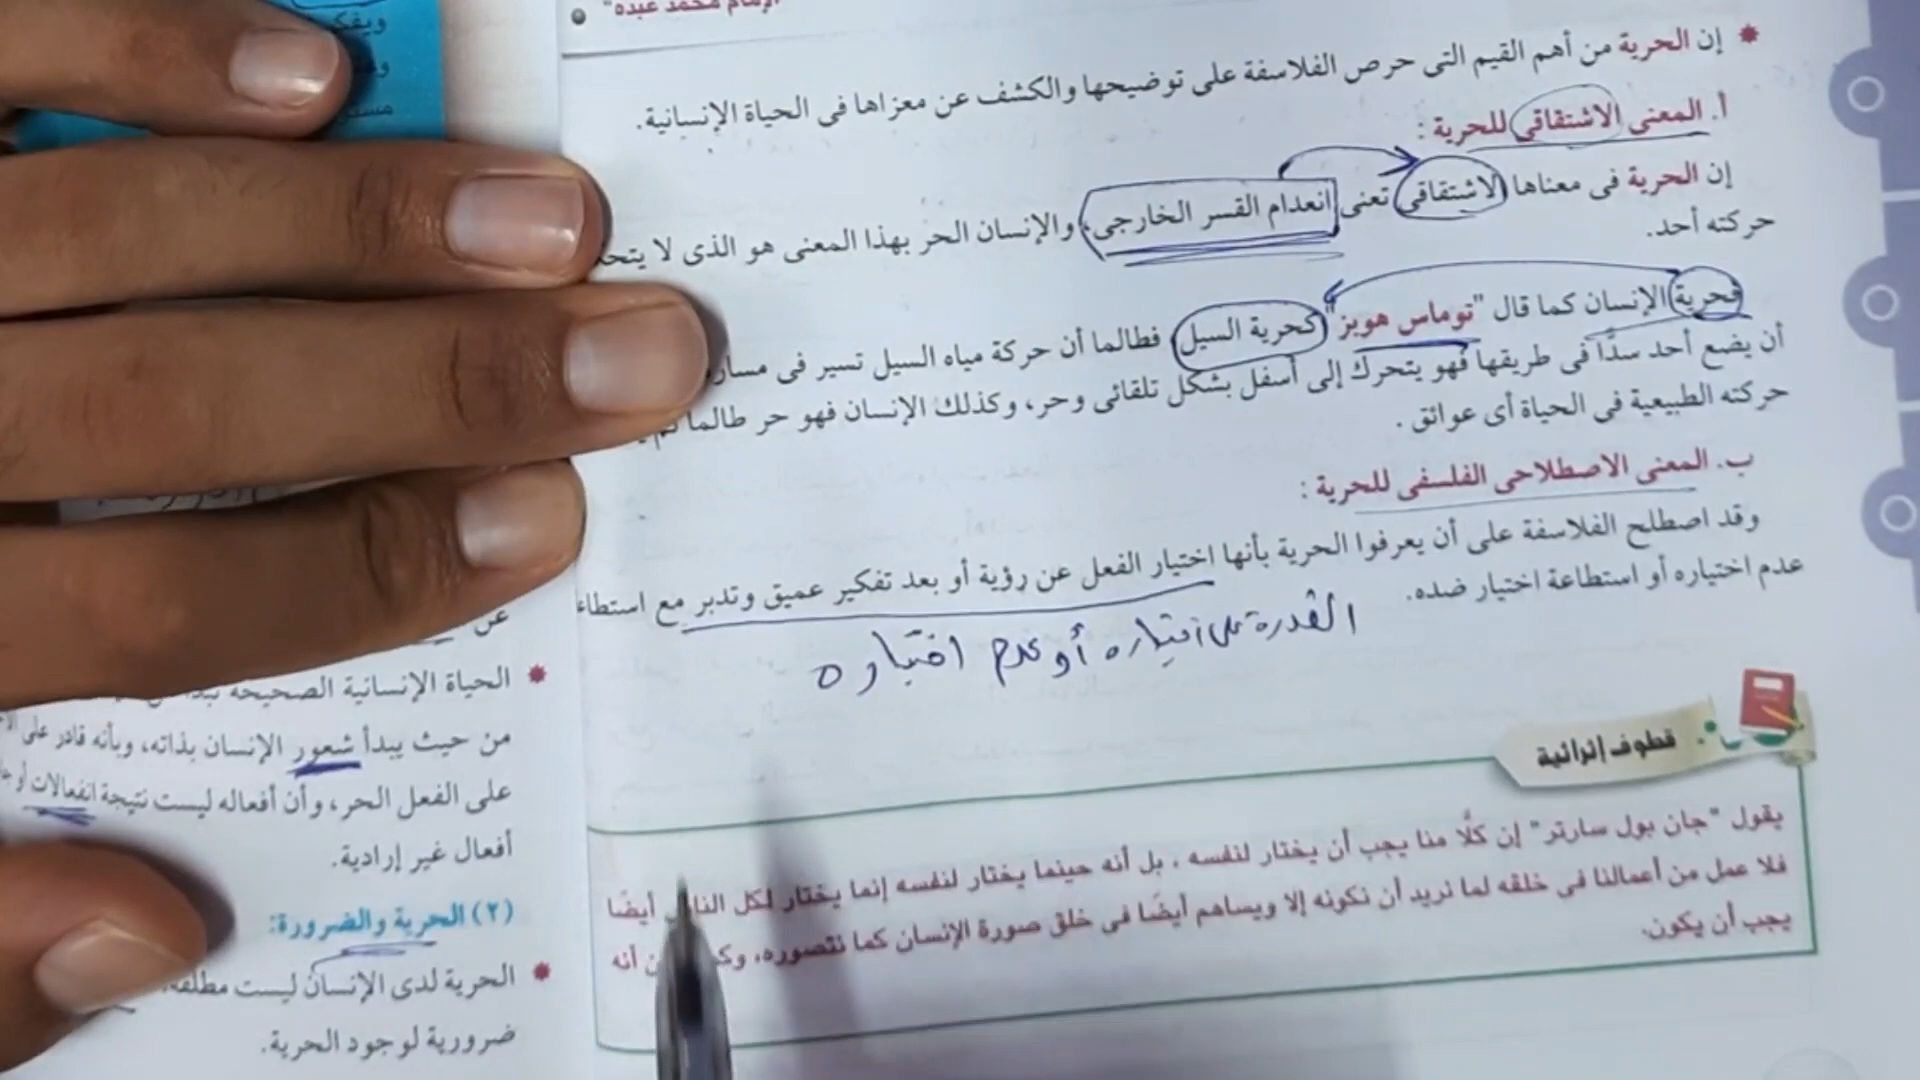 الإمام محمد عبده"
إن الحرية من أهم القيم التى حرص الفلاسفة على توضيحها والكشف عن مغزاها فى الحياة الإنسانية.
أ. المعنى الاشتقاقي للحرية :
إن الحرية فى معناها الاشتقاقى تعنى انعدام القسر الخارجى، والإنسان الحر بهذا المعنى هو الذى لا
حركته أحد.
فحرية الإنسان كما قال "توماس هوبز" كحرية السيل فطالما أن حركة مياه السيل تسير فى
أن يضع أحد سدًّا فى طريقها فهو يتحرك إلى أسفل بشكل تلقائى وحر، وكذلك الإنسان فهو حر طالما
حركته الطبيعية فى الحياة أى عوائق .
ب. المعنى الاصطلاحى الفلسفى للحرية :
وقد اصطلح الفلاسفة على أن يعرفوا الحرية بأنها اختيار الفعل عن رؤية أو بعد تفكير عميق وتدبر مع
عدم اختياره أو استطاعة اختيار ضده.
القدرة على اختياره أو عدم اختياره
قطوف إثرائية
يقول "جان بول سارتر" إن كلًّا منا يجب أن يختار لنفسه ، بل أنه حينما يختار لنفسه إنما يختار لكل أيضًا
فلا عمل من أعمالنا فى خلقه لما نريد أن نكونه إلا ويساهم أيضًا فى خلق صورة الإنسان كما نتصوره، أنه
يجب أن يكون.
عن
الحياة الإنسانية الصحيحة
من حيث يبدأ شعور الإنسان بذاته، وبأنه قادر على
على الفعل الحر، وأن أفعاله ليست نتيجة انفعالات أو
أفعال غير إرادية.
(٢) الحرية والضرورة:
الحرية لدى الإنسان ليست مطلقة،
ضرورية لوجود الحرية.